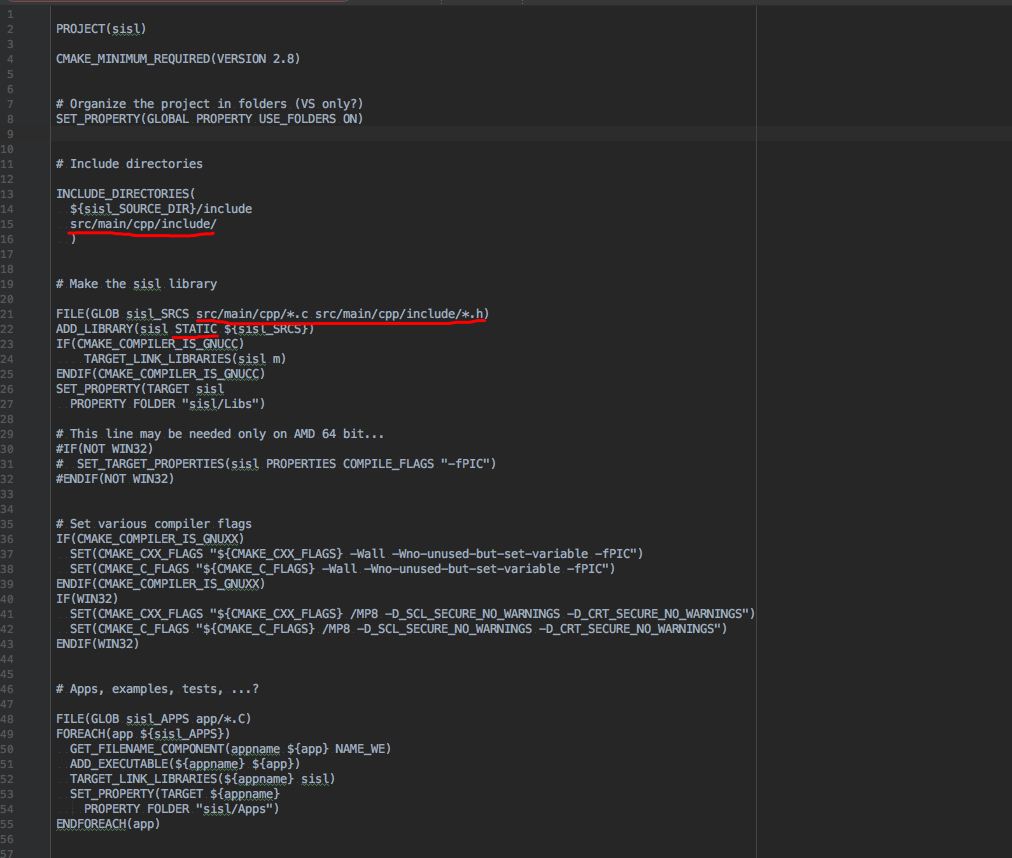 1
2 PROJECT(sisl)
3
4 CMAKE_MINIMUM_REQUIRED(VERSION 2.8)
5
6
7 # Organize the project in folders (VS only?)
8 SET_PROPERTY(GLOBAL PROPERTY USE_FOLDERS ON)
9
10
11 # Include directories
12
13 INCLUDE_DIRECTORIES(
14   ${sisl_SOURCE_DIR}/include
15   src/main/cpp/include/
16   )
17
18
19 # Make the sisl library
20
21 FILE(GLOB sisl_SRCS src/main/cpp/*.c src/main/cpp/include/*.h)
22 ADD_LIBRARY(sisl STATIC ${sisl_SRCS})
23 IF(CMAKE_COMPILER_IS_GNUCC)
24     TARGET_LINK_LIBRARIES(sisl m)
25 ENDIF(CMAKE_COMPILER_IS_GNUCC)
26 SET_PROPERTY(TARGET sisl
27   PROPERTY FOLDER "sisl/Libs")
28
29 # This line may be needed only on AMD 64 bit...
30 #IF(NOT WIN32)
31 #  SET_TARGET_PROPERTIES(sisl PROPERTIES COMPILE_FLAGS "-fPIC")
32 #ENDIF(NOT WIN32)
33
34
35 # Set various compiler flags
36 IF(CMAKE_COMPILER_IS_GNUXX)
37   SET(CMAKE_CXX_FLAGS "${CMAKE_CXX_FLAGS} -Wall -Wno-unused-but-set-variable -fPIC")
38   SET(CMAKE_C_FLAGS "${CMAKE_C_FLAGS} -Wall -Wno-unused-but-set-variable -fPIC")
39 ENDIF(CMAKE_COMPILER_IS_GNUXX)
40 IF(WIN32)
41   SET(CMAKE_CXX_FLAGS "${CMAKE_CXX_FLAGS} /MP8 -D_SCL_SECURE_NO_WARNINGS -D_CRT_SECURE_NO_WARNINGS")
42   SET(CMAKE_C_FLAGS "${CMAKE_C_FLAGS} /MP8 -D_SCL_SECURE_NO_WARNINGS -D_CRT_SECURE_NO_WARNINGS")
43 ENDIF(WIN32)
44
45
46 # Apps, examples, tests, ...?
47
48 FILE(GLOB sisl_APPS app/*.C)
49 FOREACH(app ${sisl_APPS})
50   GET_FILENAME_COMPONENT(appname ${app} NAME_WE)
51   ADD_EXECUTABLE(${appname} ${app})
52   TARGET_LINK_LIBRARIES(${appname} sisl)
53   SET_PROPERTY(TARGET ${appname}
54     PROPERTY FOLDER "sisl/Apps")
55 ENDFOREACH(app)
56
57